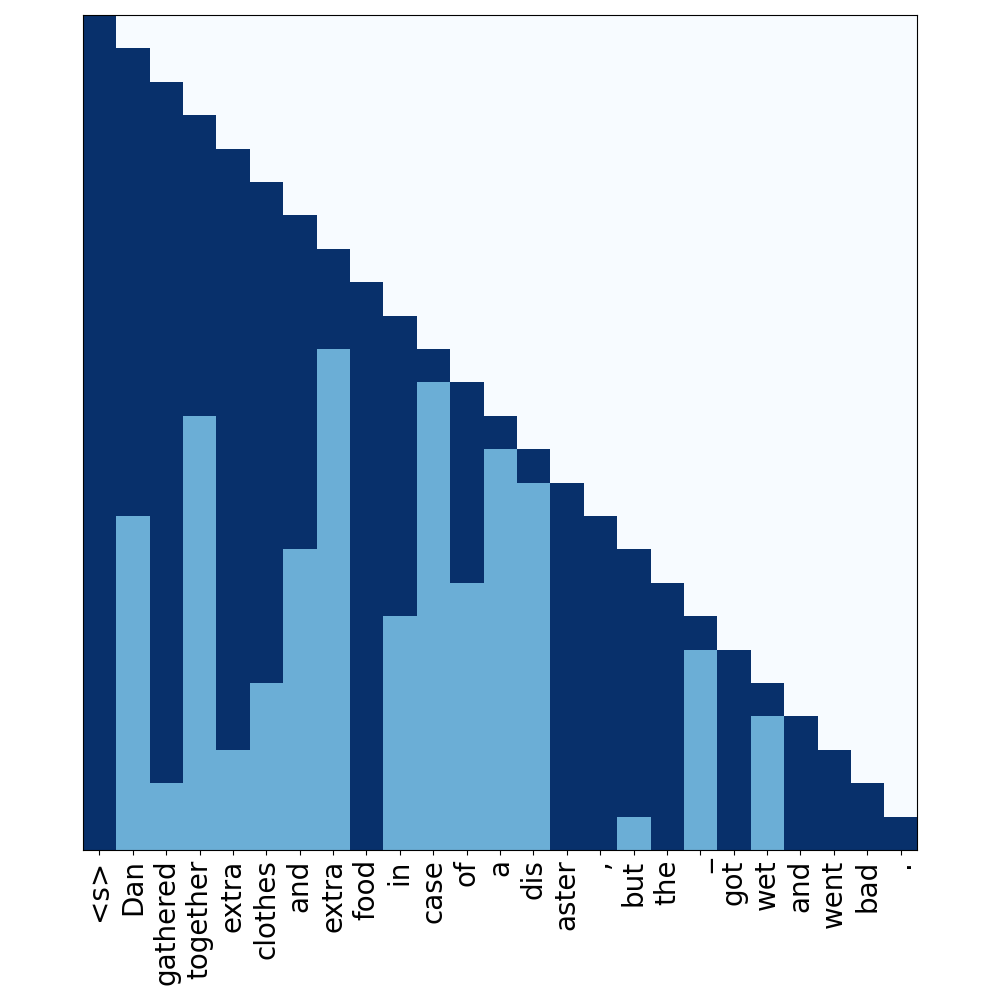 <s>
Dan
gathered
together
extra
clothes
and
extra
food
in
case
of
a
dis
aster
,
but
the
_
got
wet
and
went
bad
.